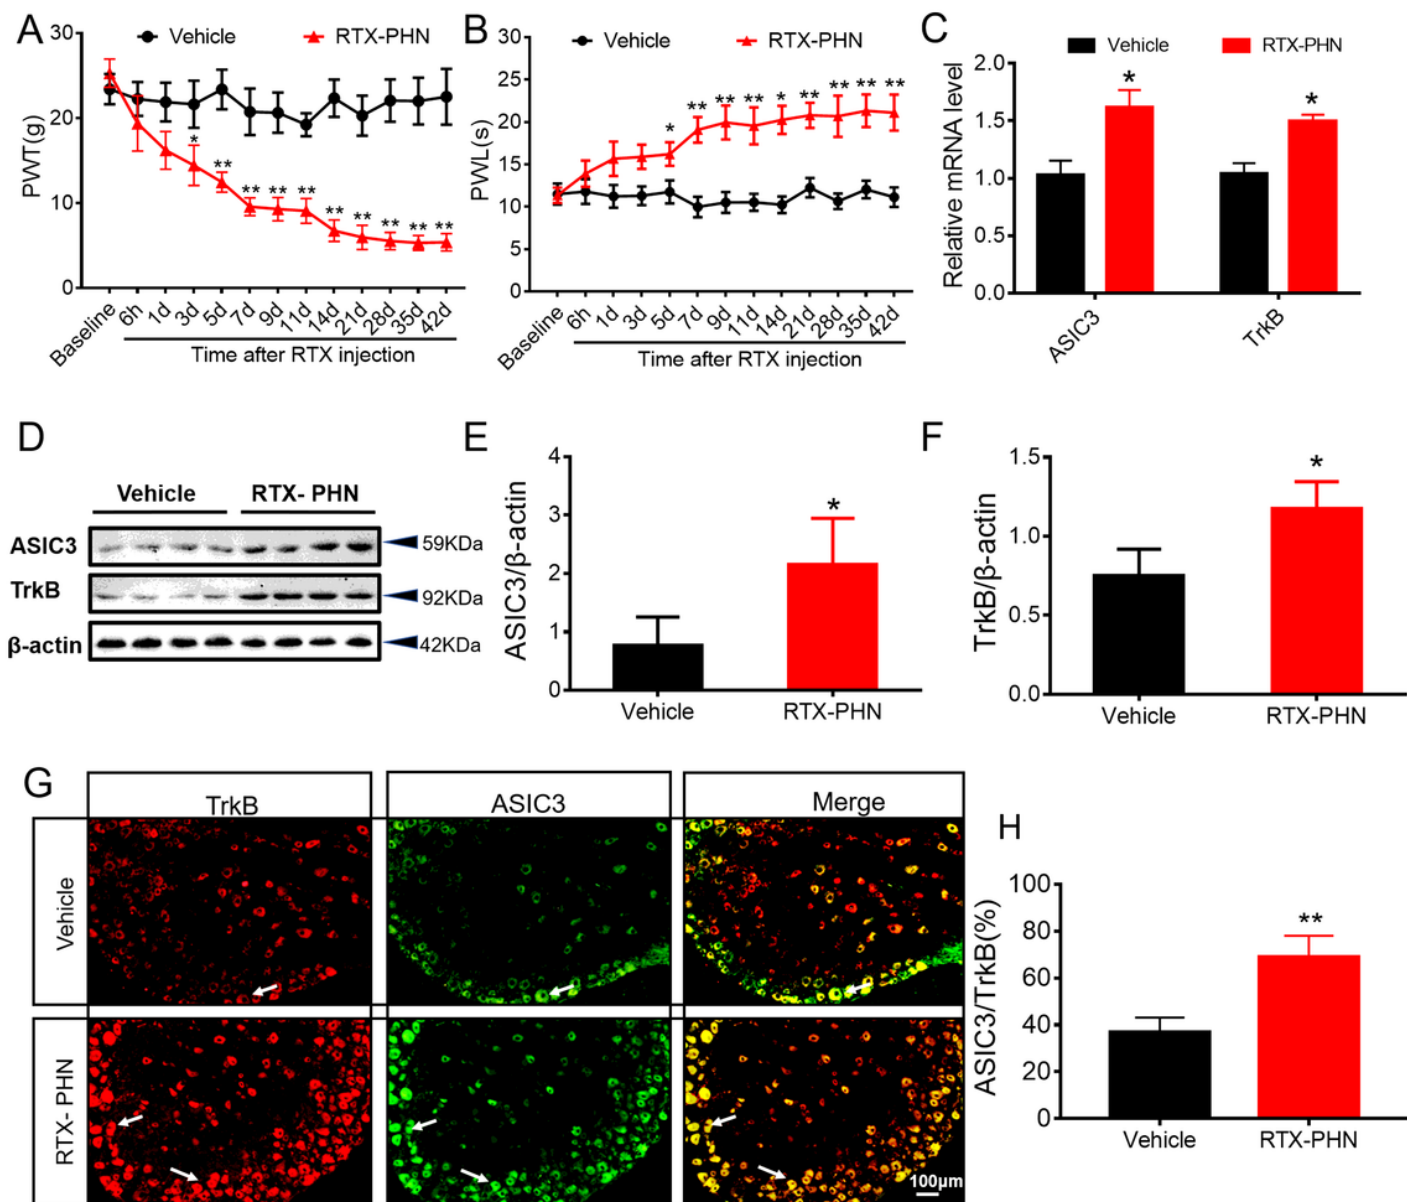 A
Vehicle
RTX-PHN
PWT(g)
30
20
10
0
* ** ** ** ** ** ** ** ** **
Baseline 6h 1d 3d 5d 7d 9d 11d 14d 21d 28d 35d 42d
Time after RTX injection
B
Vehicle
RTX-PHN
PWL(s)
30
25
20
15
10
5
0
* ** ** ** * ** ** ** **
Baseline 6h 1d 3d 5d 7d 9d 11d 14d 21d 28d 35d 42d
Time after RTX injection
C
Vehicle
RTX-PHN
Relative mRNA level
2.0
1.5
1.0
0.5
0.0
* *
ASIC3 TrkB
D
Vehicle RTX- PHN
ASIC3 59KDa
TrkB 92KDa
β-actin 42KDa
E
ASIC3/β-actin
4
3
2
1
0
*
Vehicle RTX-PHN
F
TrkB/β-actin
1.5
1.0
0.5
0.0
*
Vehicle RTX-PHN
G
TrkB ASIC3 Merge
Vehicle
RTX- PHN
100μm
H
ASIC3/TrkB(%)
100
80
60
40
20
0
**
Vehicle RTX-PHN